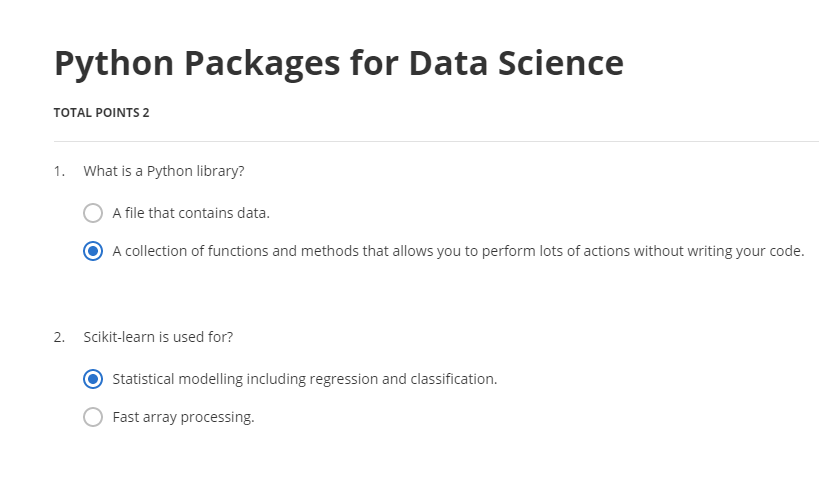 Python Packages for Data Science
TOTAL POINTS 2
1. What is a Python library?
A file that contains data.
A collection of functions and methods that allows you to perform lots of actions without writing your code.
2. Scikit-learn is used for?
Statistical modelling including regression and classification.
Fast array processing.